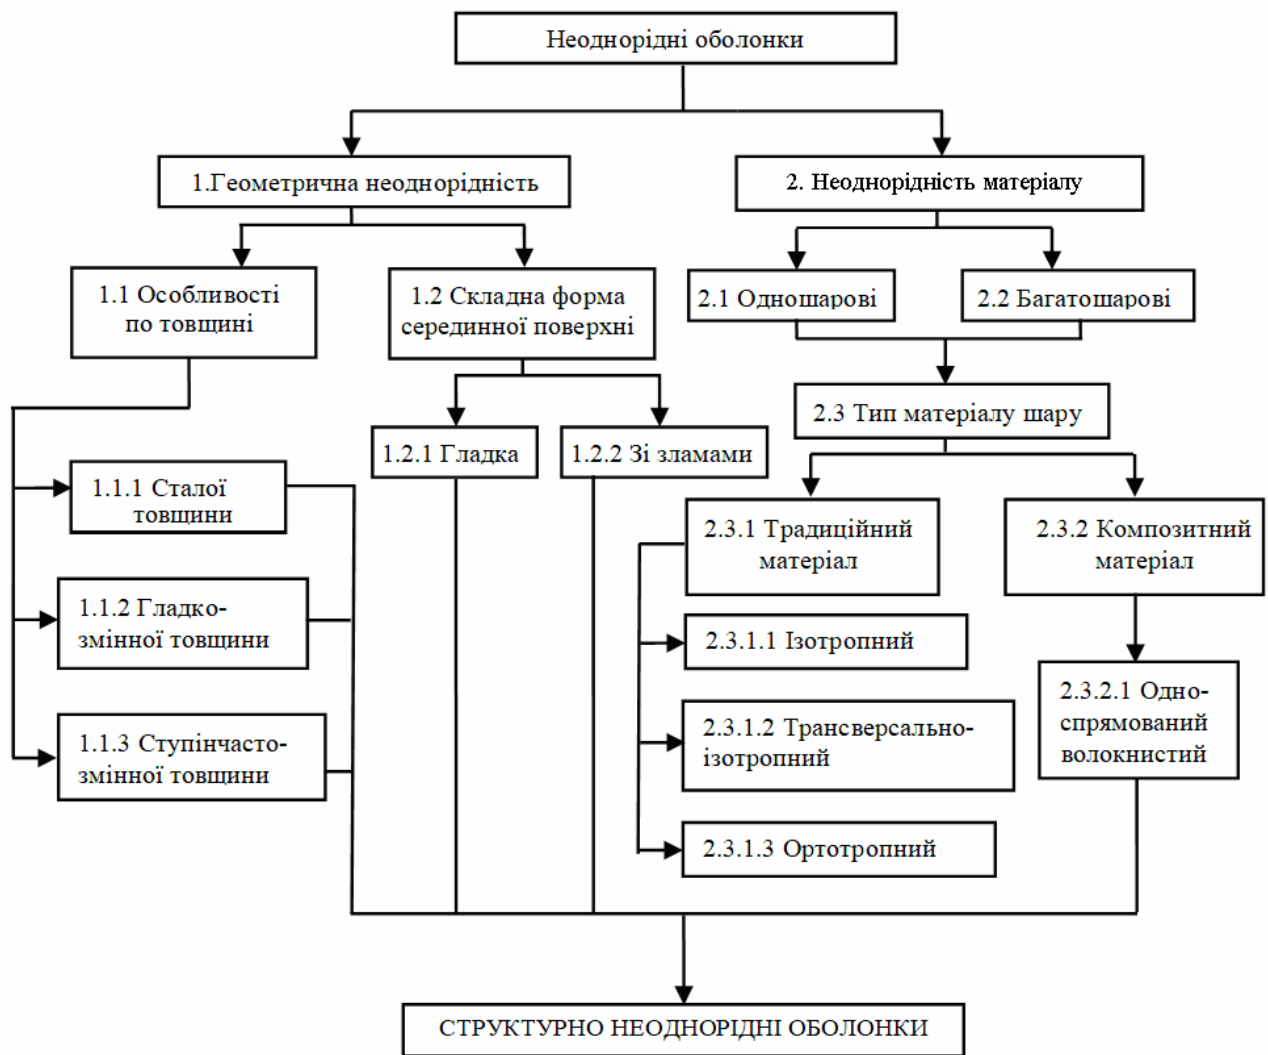 Неоднорідні оболонки
1.Геометрична неоднорідність
2. Неоднорідність матеріалу
1.1 Особливості
по товщині
1.2 Складна форма
серединної поверхні
2.1 Одношарові
2.2 Багатошарові
2.3 Тип матеріалу шару
1.2.1 Гладка
1.2.2 Зі зламами
1.1.1 Сталої
товщини
1.1.2 Гладко-
змінної товщини
1.1.3 Ступінчасто-
змінної товщини
2.3.1 Традиційний
матеріал
2.3.2 Композитний
матеріал
2.3.1.1 Ізотропний
2.3.1.2 Трансверсально-
ізотропний
2.3.1.3 Ортотропний
2.3.2.1 Одно-
спрямований
волокнистий
СТРУКТУРНО НЕОДНОРІДНІ ОБОЛОНКИ